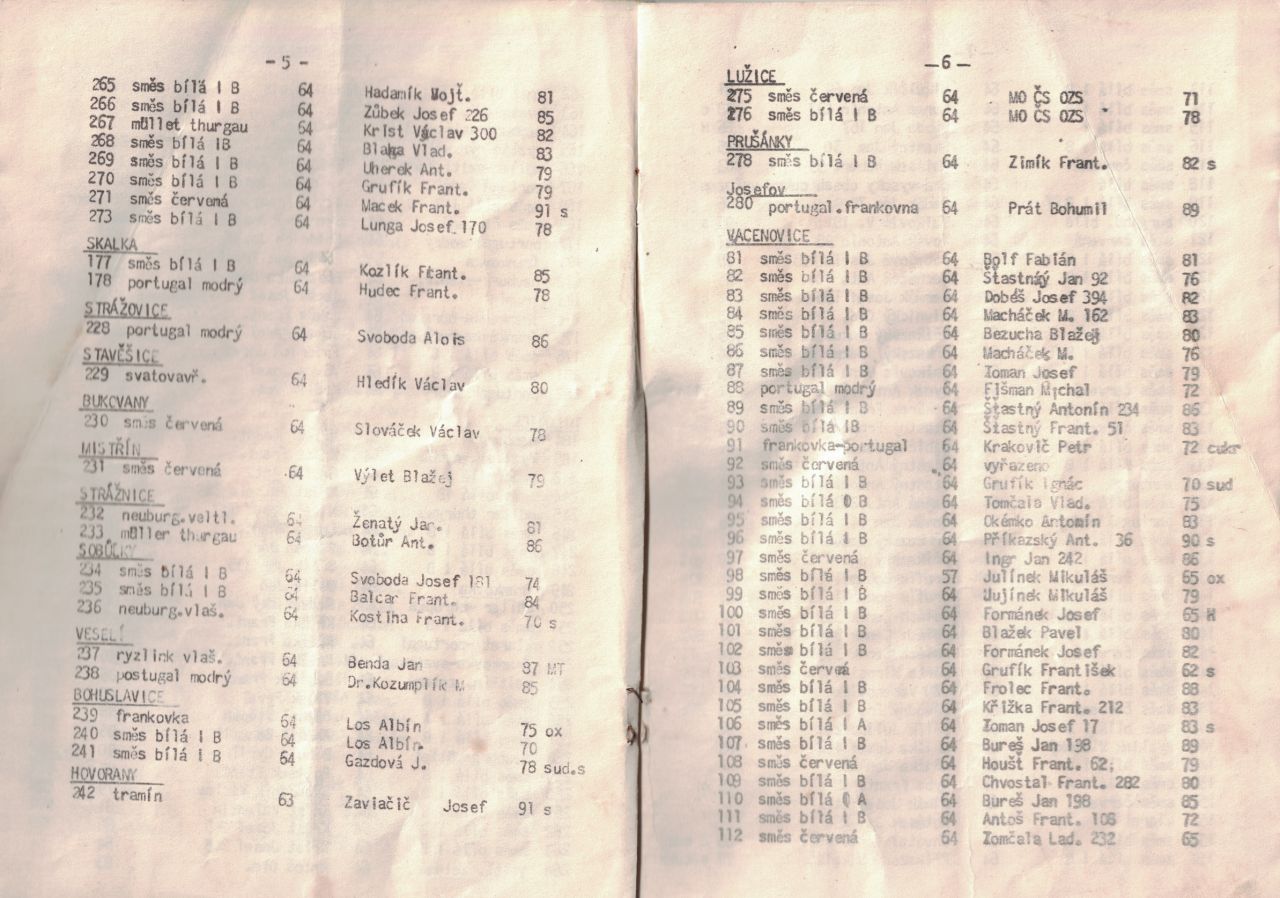 - 5 -
265 směs bílá I B 64 Hadamík Mojť. 81
266 směs bílá I B 64 Zůbek Josef 226 85
267 müllet thurgau 64 Krist Václav 300 82
268 směs bílá IB 64 Blaha Vlad. 83
269 směs bílá I B 64 Uherek Ant. 79
270 směs bílá I B 64 Grufík Frant. 79
271 směs červená 64 Macek Frant. 91 s
273 směs bílá I B 64 Lunga Josef 170 78
SKALKA
177 směs bílá I B 64 Kozlík Frant. 85
178 portugal modrý 64 Hudec Frant. 78
STRÁŽOVICE
228 portugal modrý 64 Svoboda Alois 86
STAVĚŠICE
229 svatovavř. 64 Hledík Václav 80
BUKOVANY
230 směs červená 64 Slováček Václav 78
MISTŘÍN
231 směs červená 64 Výlet Blažej 79
STRÁŽNICE
232 neuburg.veltl. 64 Ženatý Jan. 81
233 müller thurgau 64 Botůr Ant. 86
SOBŮLKY
234 směs bílá I B 64 Svoboda Josef 181 74
235 směs bílá I B 64 Balcar Frant. 84
236 neuburg.vlaš. 64 Kostiha Frant. 70 s
VESELÍ
237 ryzlink vlaš. 64 Benda Jan 87 MT
238 postugal modrý 64 Dr.Kozumplík M 85
BOHUSLAVICE
239 frankovka 64 Los Albín 75 ox
240 směs bílá I B 64 Los Albín 70
241 směs bílá I B 64 Gazdová J. 78 sud.s
HOVORANY
242 tramín 63 Zaviačič Josef 91 s
—6—
LUŽICE
275 směs červená 64 MO ČS OZS 71
276 směs bílá I B 64 MO ČS OZS 78
PRUŠÁNKY
278 směs bílá I B 64 Zimík Frant. 82 s
Josefov
280 portugal.frankovna 64 Prát Bohumil 89
VACENOVICE
81 směs bílá I B 64 Bolf Fabián 81
82 směs bílá I B 64 Šťastnáý Jan 92 76
83 směs bílá I B 64 Dobéš Josef 394 82
84 směs bílá I B 64 Macháček M. 162 83
85 směs bílá I B 64 Bezucha Blažej 80
86 směs bílá I B 64 Macháček M. 76
87 směs bílá I B 64 Zoman Josef 79
88 portugal modrý 64 Fišman Michal 72
89 směs bílá I B 64 Šťastný Antonín 234 86
90 směs bílá IB 64 Šťastný Frant. 51 83
91 frankovka-portugal 64 Krakovič Petr 72 cukr
92 směs červená 64 vyřazeno
93 směs bílá I B 64 Grufík Ignác 70 sud
94 směs bílá O B 64 Tomčala Vlad. 75
95 směs bílá I B 64 Okémko Antonín 83
96 směs bílá I B 64 Příkazský Ant. 36 90 s
97 směs červená 64 Ingr Jan 242 86
98 směs bílá I B 57 Julínek Mikuláš 65 ox
99 směs bílá I B 64 Uujínek Mikuláš 79
100 směs bílá I B 64 Formánek Josef 65 H
101 směs bílá I B 64 Blažek Pavel 80
102 směs bílá I B 64 Formánek Josef 82
103 směs červená 64 Grufík František 62 s
104 směs bílá I B 64 Frolec Frant. 88
105 směs bílá I B 64 Křižka Frant. 212 83
106 směs bílá I A 64 Zoman Josef 17 83 s
107 směs bílá I B 64 Bureš Jan 198 89
108 směs červená 64 Houšť Frant. 62, 79
109 směs bílá I B 64 Chvostal Frant. 282 80
110 směs bílá O A 64 Bureš Jan 198 85
111 směs bílá I B 64 Antoš Frant. 108 72
112 směs červená 64 Zomčala Lad. 232 65